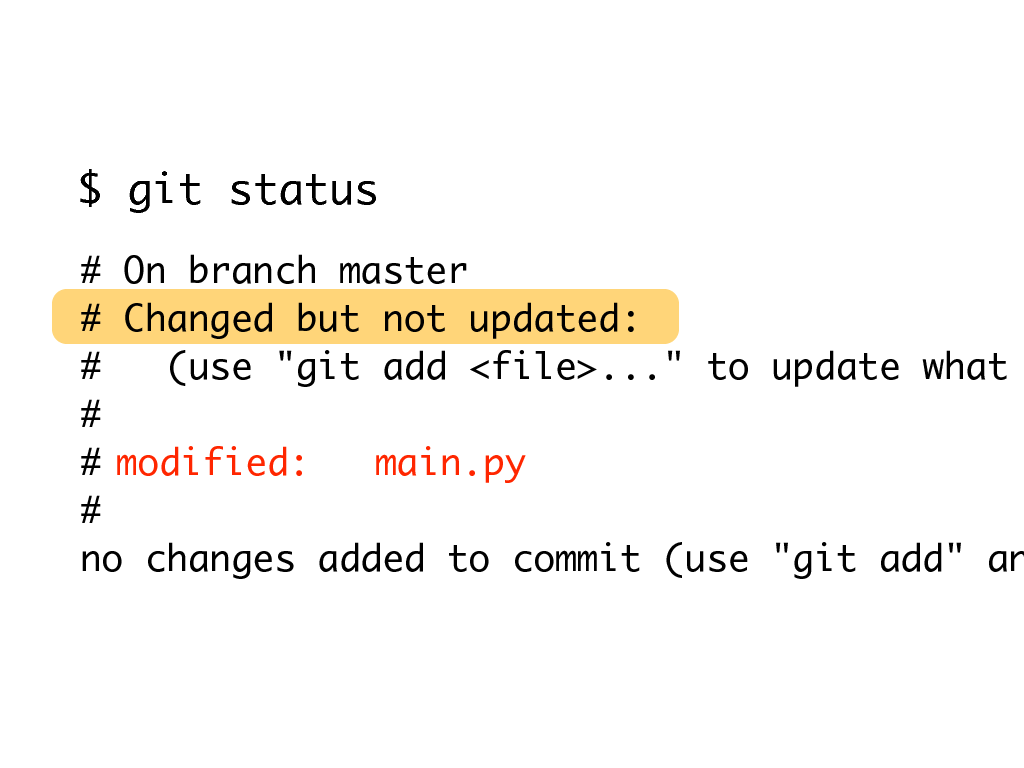 $ git status
# On branch master
# Changed but not updated:
#   (use "git add <file>..." to update what
#
# modified:   main.py
#
no changes added to commit (use "git add" an